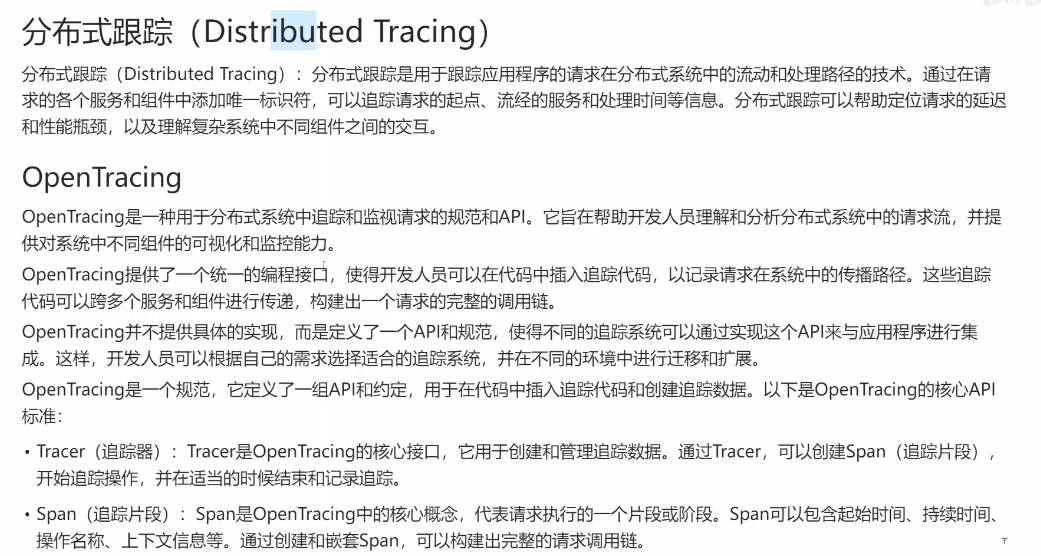 分布式跟踪（Distributed Tracing）
分布式跟踪（Distributed Tracing）：分布式跟踪是用于跟踪应用程序的请求在分布式系统中的流动和处理路径的技术。通过在请
求的各个服务和组件中添加唯一标识符，可以追踪请求的起点、流经的服务和处理时间等信息。分布式跟踪可以帮助定位请求的延迟
和性能瓶颈，以及理解复杂系统中不同组件之间的交互。
OpenTracing
OpenTracing是一种用于分布式系统中追踪和监视请求的规范和API。它旨在帮助开发人员理解和分析分布式系统中的请求流，并提
供对系统中不同组件的可视化和监控能力。
OpenTracing提供了一个统一的编程接口，使得开发人员可以在代码中插入追踪代码，以记录请求在系统中的传播路径。这些追踪
代码可以跨多个服务和组件进行传递，构建出一个请求的完整的调用链。
OpenTracing并不提供具体的实现，而是定义了一个API和规范，使得不同的追踪系统可以通过实现这个API来与应用程序进行集
成。这样，开发人员可以根据自己的需求选择适合的追踪系统，并在不同的环境中进行迁移和扩展。
OpenTracing是一个规范，它定义了一组API和约定，用于在代码中插入追踪代码和创建追踪数据。以下是OpenTracing的核心API
标准：
• Tracer（追踪器）：Tracer是OpenTracing的核心接口，它用于创建和管理追踪数据。通过Tracer，可以创建Span（追踪片段），
开始追踪操作，并在适当的时候结束和记录追踪。
• Span（追踪片段）：Span是OpenTracing中的核心概念，代表请求执行的一个片段或阶段。Span可以包含起始时间、持续时间、
操作名称、上下文信息等。通过创建和嵌套Span，可以构建出完整的请求调用链。